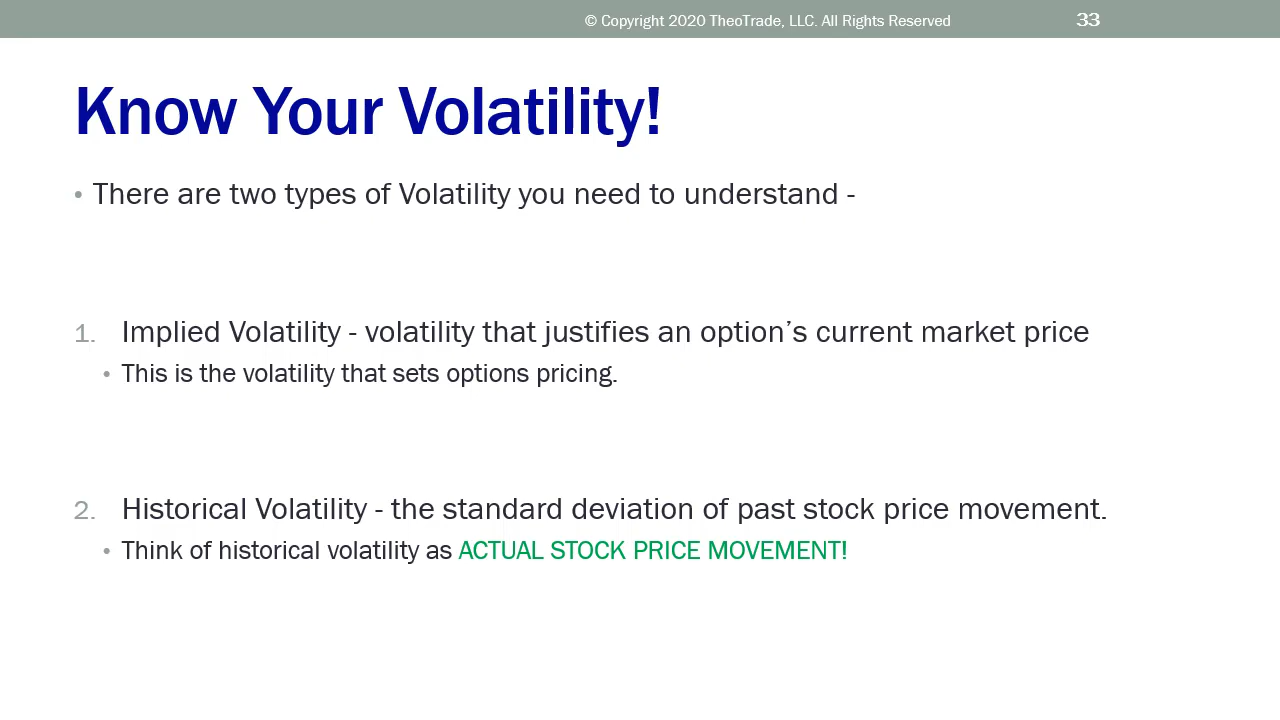 © Copyright 2020 TheoTrade, LLC. All Rights Reserved 33
Know Your Volatility!
• There are two types of Volatility you need to understand -
1. Implied Volatility - volatility that justifies an option’s current market price
• This is the volatility that sets options pricing.
2. Historical Volatility - the standard deviation of past stock price movement.
• Think of historical volatility as ACTUAL STOCK PRICE MOVEMENT!